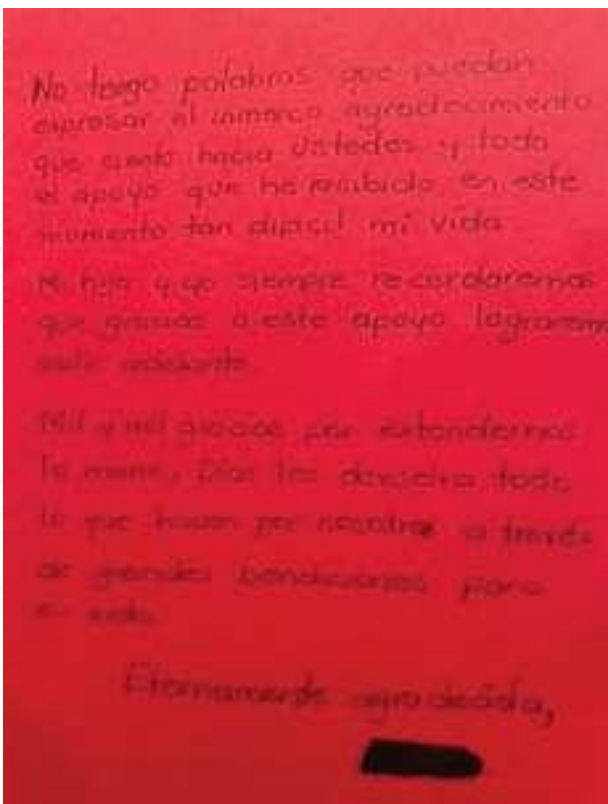 No tengo palabras que puedan
expresar el inmenso agradecimiento
que siento hacia ustedes y todo
el apoyo que he recibido en este
momento tan dificil mi vida.
Mi hijo y yo siempre recordaremos
que gracias a este apoyo logramos
salir adelante.
Mil y mil gracias por extendernos
la mano, Dios les devuelva todo
lo que hacen por nosotros a través
de grandes bendiciones para
su vida.
Eternamente agradecida,